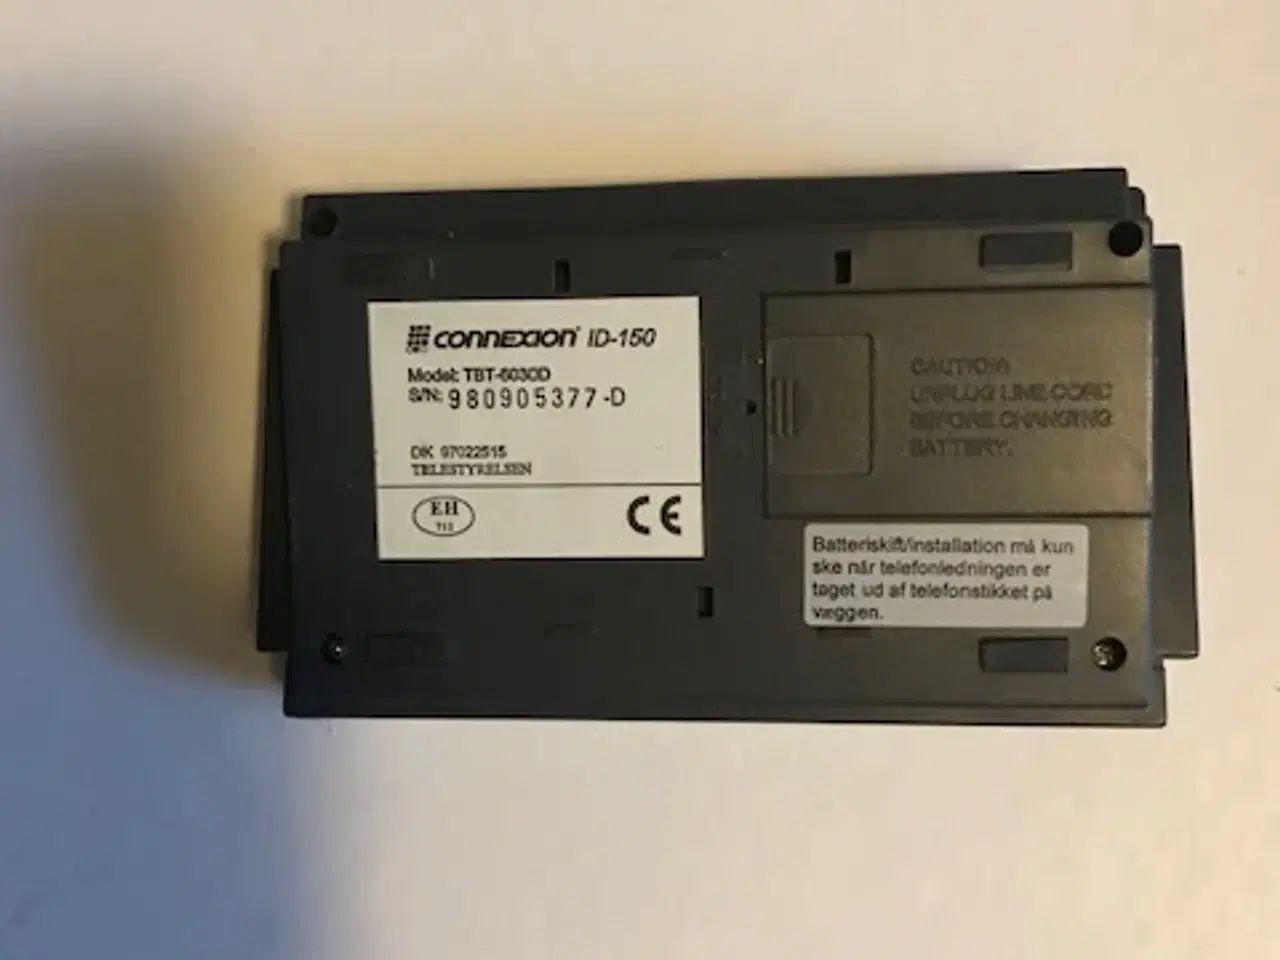 CONNEXION ID-150
Model: TBT-6030D
S/N: 980905377-D
DK 97022515
TELESTYRELSEN
EH
CE
CAUTION:
UNPLUG LINE CORD
BEFORE CHANGING
BATTERY.
Batteriskift/installation må kun
ske når telefonledningen er
taget ud af telefonstikket på
væggen.